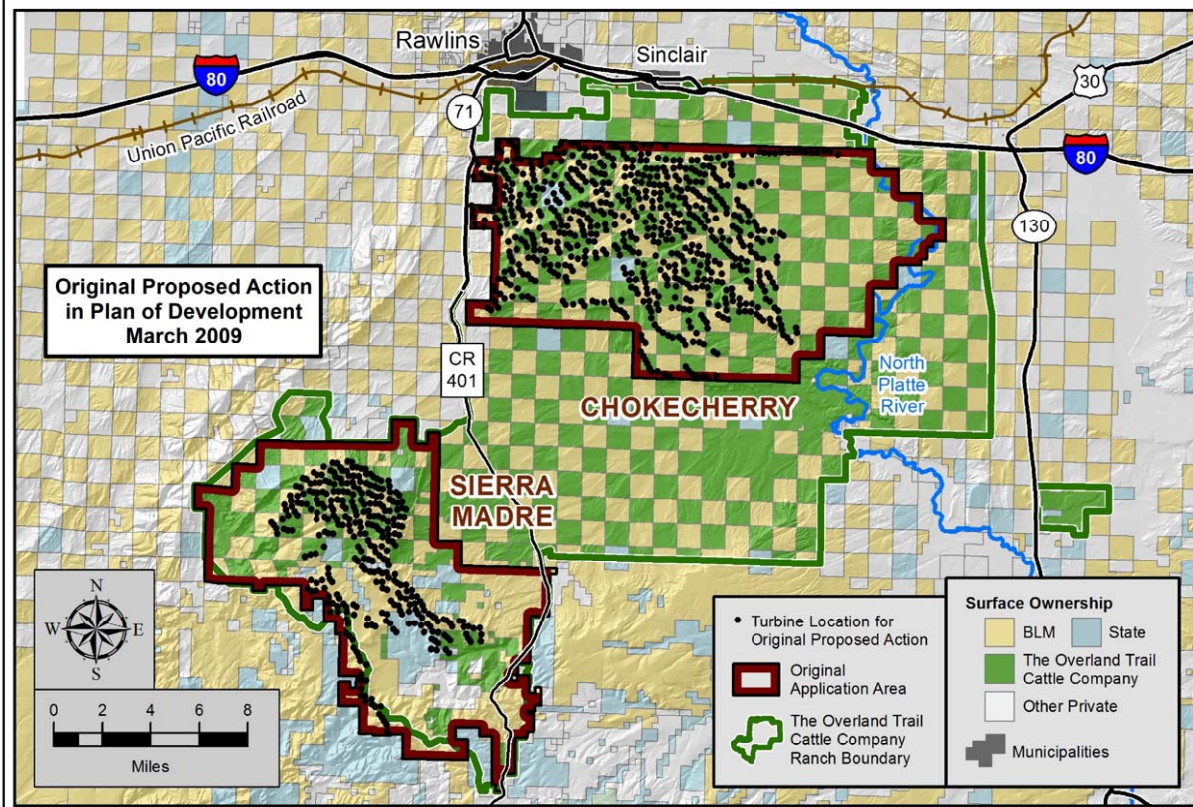 Rawlins
Sinclair
80
30
71
Union Pacific Railroad
80
130
Original Proposed Action
in Plan of Development
March 2009
CR
401
North
Platte
River
CHOKECHERRY
SIERRA
MADRE
N
W E
S
0 2 4 6 8
Miles
Turbine Location for
Original Proposed Action
Original
Application Area
The Overland Trail
Cattle Company
Ranch Boundary
Surface Ownership
BLM State
The Overland Trail
Cattle Company
Other Private
Municipalities